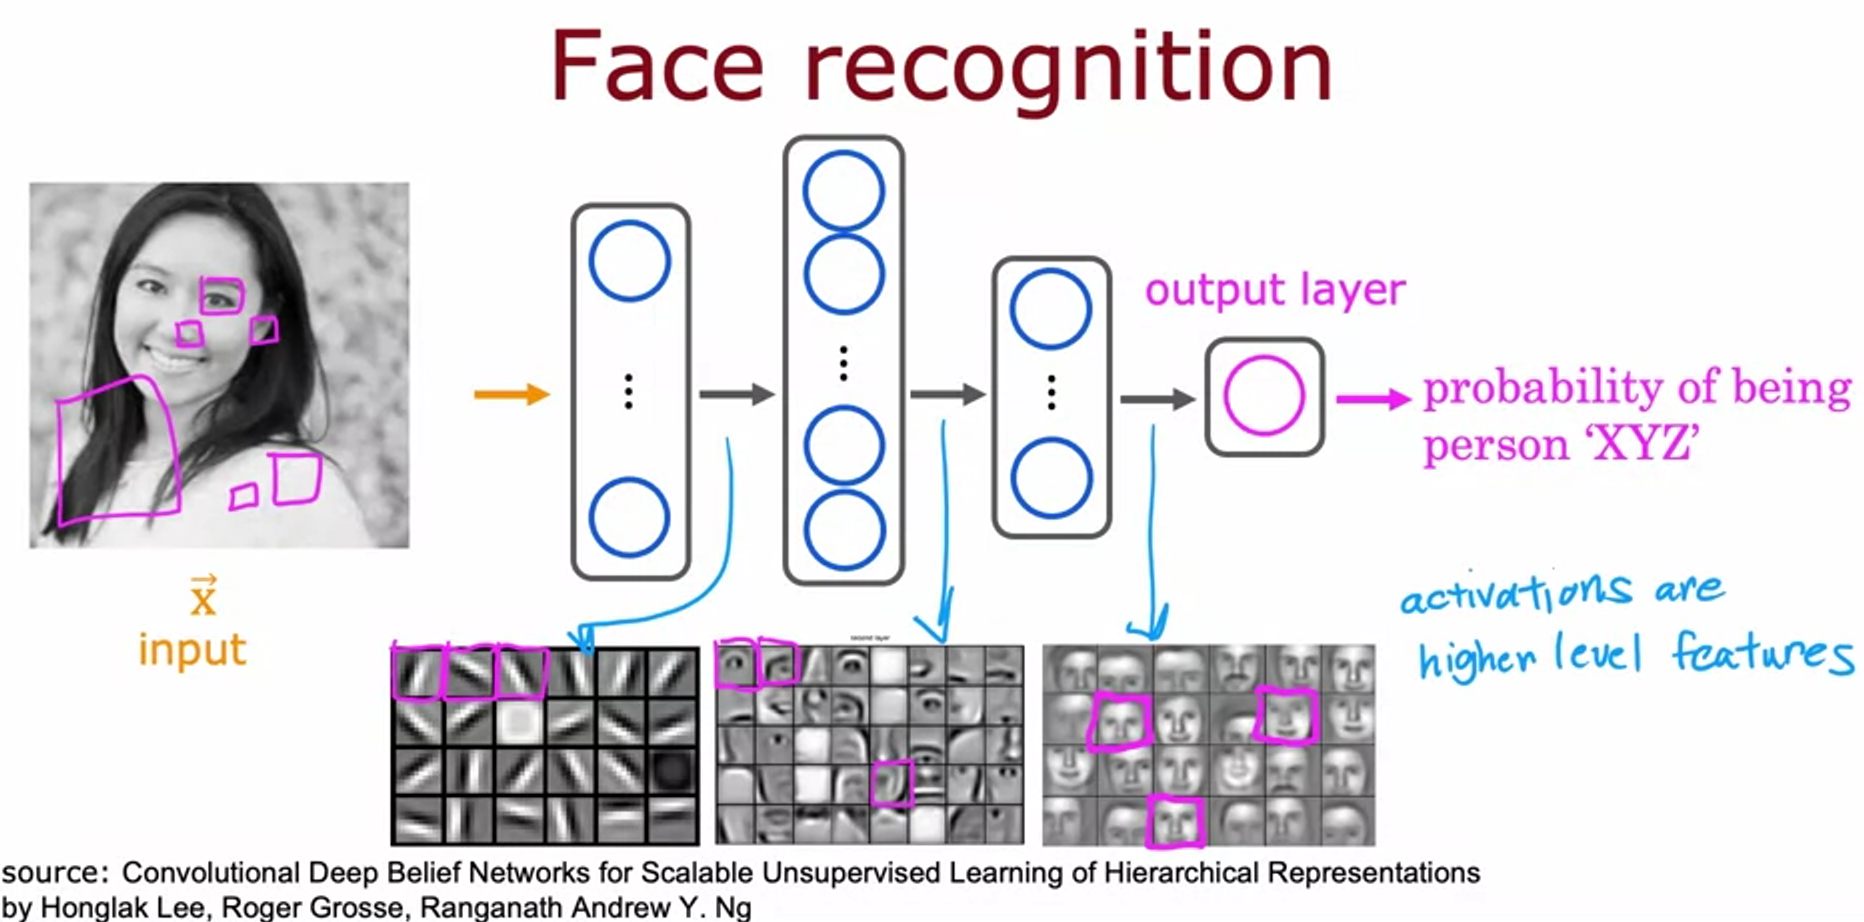 Face recognition
output layer
probability of being
person ‘XYZ’
x⃗
input
activations are
higher level features
second layer
source: Convolutional Deep Belief Networks for Scalable Unsupervised Learning of Hierarchical Representations
by Honglak Lee, Roger Grosse, Ranganath Andrew Y. Ng